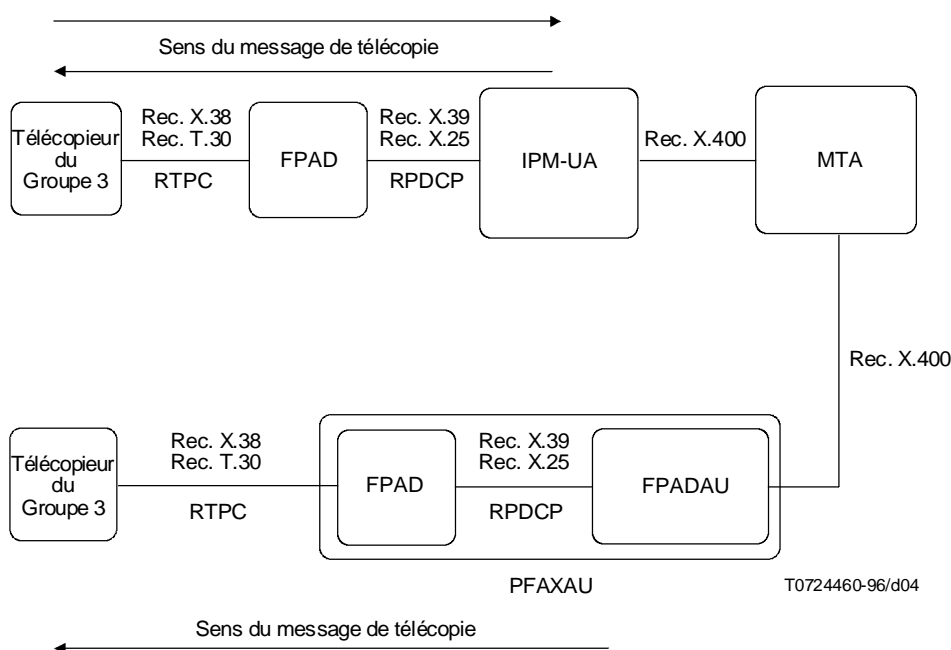 Sens du message de télécopie
Télécopieur
du
Groupe 3
Rec. X.38
Rec. T.30
RTPC
FPAD
Rec. X.39
Rec. X.25
RPDCP
IPM-UA
Rec. X.400
MTA
Rec. X.400
Télécopieur
du
Groupe 3
Rec. X.38
Rec. T.30
RTPC
FPAD
Rec. X.39
Rec. X.25
RPDCP
FPADAU
PFAXAU
T0724460-96/d04
Sens du message de télécopie